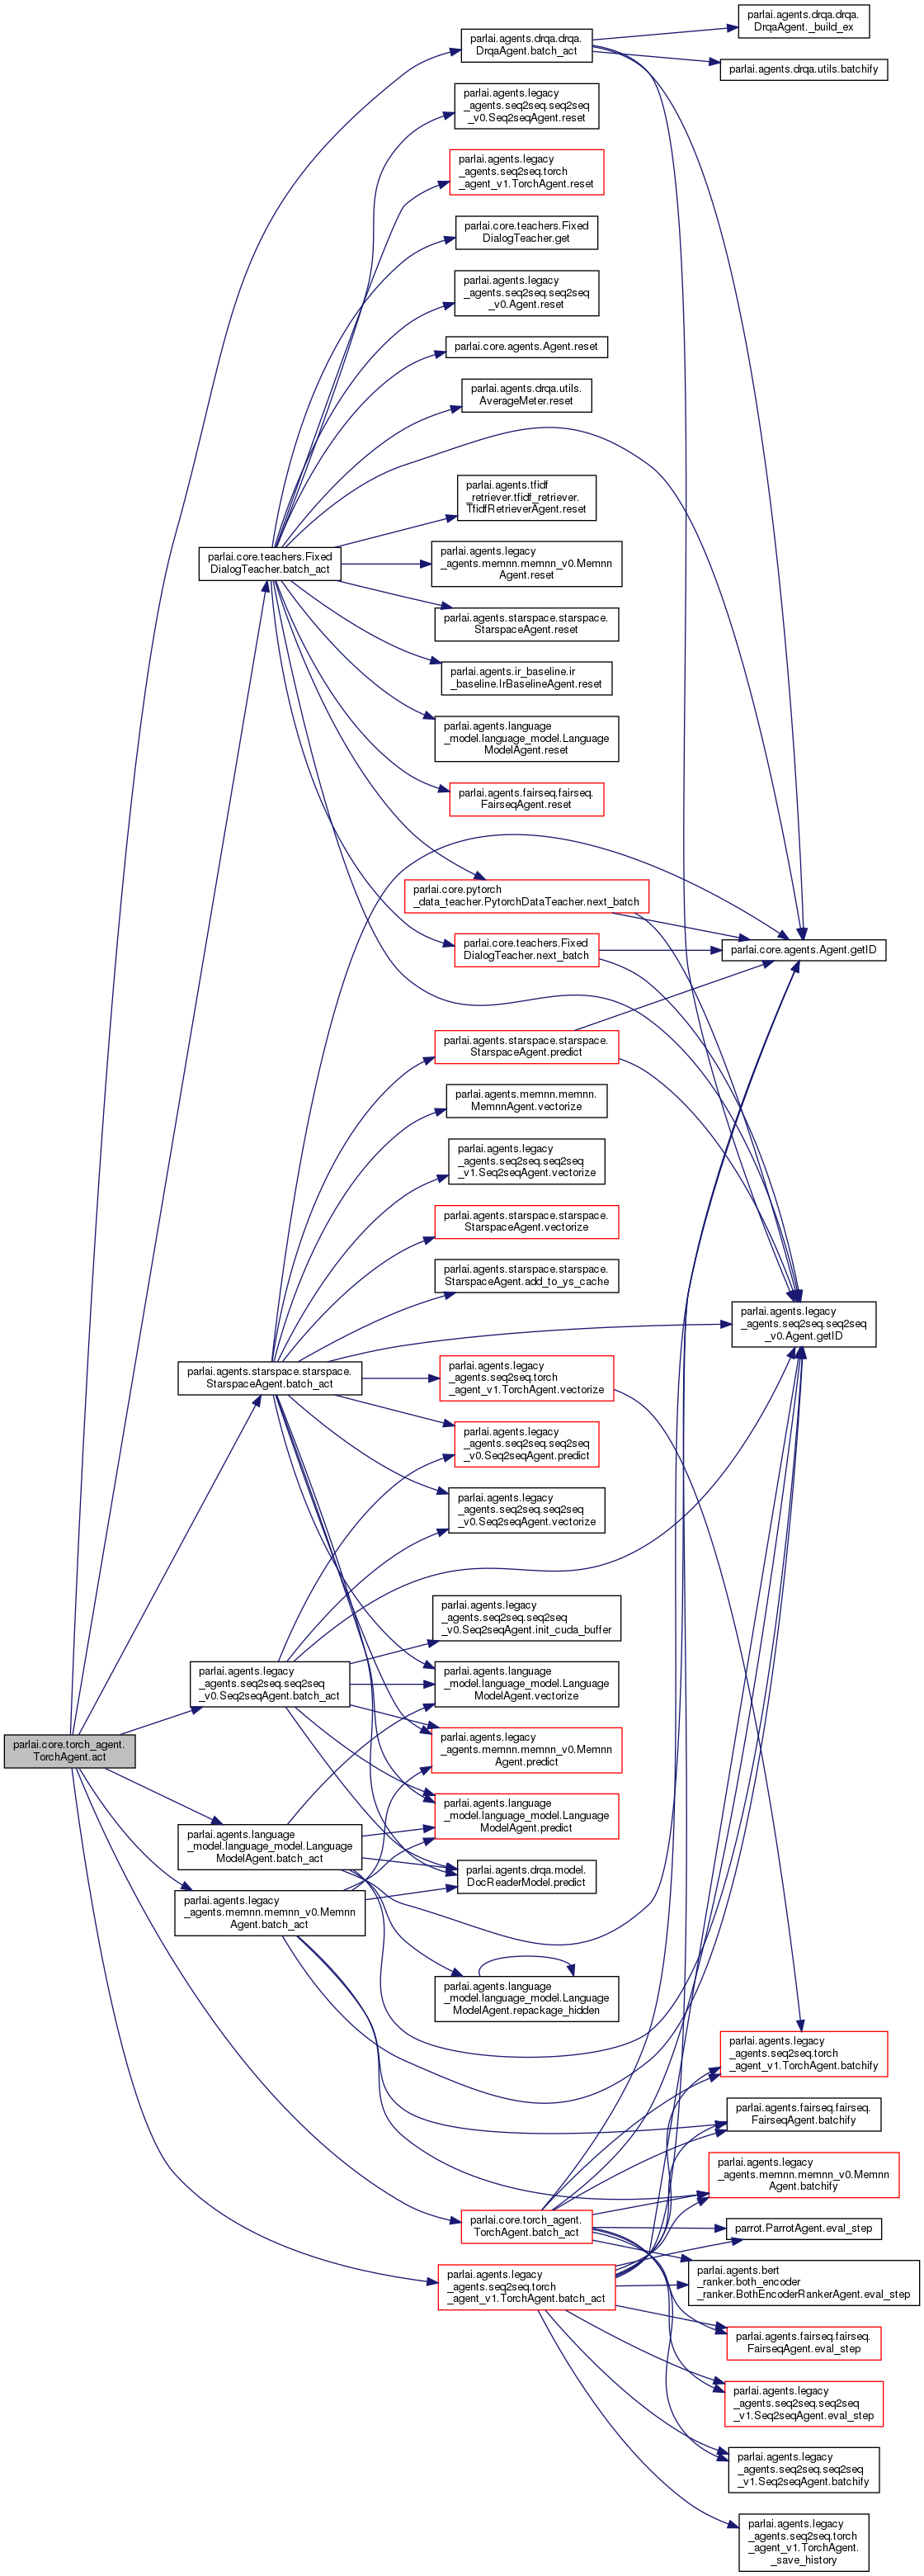 parlai.agents.drqa.drqa.
DrqaAgent._build_ex
parlai.agents.drqa.drqa.
DrqaAgent.batch_act
parlai.agents.drqa.utils.batchify
parlai.agents.legacy
_agents.seq2seq.seq2seq
_v0.Seq2seqAgent.reset
parlai.agents.legacy
_agents.seq2seq.torch
_agent_v1.TorchAgent.reset
parlai.core.teachers.Fixed
DialogTeacher.get
parlai.agents.legacy
_agents.seq2seq.seq2seq
_v0.Agent.reset
parlai.core.agents.Agent.reset
parlai.agents.drqa.utils.
AverageMeter.reset
parlai.agents.tfidf
_retriever.tfidf_retriever.
TfidfRetrieverAgent.reset
parlai.core.teachers.Fixed
DialogTeacher.batch_act
parlai.agents.legacy
_agents.memnn.memnn_v0.Memnn
Agent.reset
parlai.agents.starspace.starspace.
StarspaceAgent.reset
parlai.agents.ir_baseline.ir
_baseline.IrBaselineAgent.reset
parlai.agents.language
_model.language_model.Language
ModelAgent.reset
parlai.agents.fairseq.fairseq.
FairseqAgent.reset
parlai.core.pytorch
_data_teacher.PytorchDataTeacher.next_batch
parlai.core.teachers.Fixed
DialogTeacher.next_batch
parlai.core.agents.Agent.getID
parlai.agents.starspace.starspace.
StarspaceAgent.predict
parlai.agents.memnn.memnn.
MemnnAgent.vectorize
parlai.agents.legacy
_agents.seq2seq.seq2seq
_v1.Seq2seqAgent.vectorize
parlai.agents.starspace.starspace.
StarspaceAgent.vectorize
parlai.agents.starspace.starspace.
StarspaceAgent.add_to_ys_cache
parlai.agents.legacy
_agents.seq2seq.seq2seq
_v0.Agent.getID
parlai.agents.starspace.starspace.
StarspaceAgent.batch_act
parlai.agents.legacy
_agents.seq2seq.torch
_agent_v1.TorchAgent.vectorize
parlai.agents.legacy
_agents.seq2seq.seq2seq
_v0.Seq2seqAgent.predict
parlai.agents.legacy
_agents.seq2seq.seq2seq
_v0.Seq2seqAgent.vectorize
parlai.agents.legacy
_agents.seq2seq.seq2seq
_v0.Seq2seqAgent.init_cuda_buffer
parlai.agents.legacy
_agents.seq2seq.seq2seq
_v0.Seq2seqAgent.batch_act
parlai.agents.language
_model.language_model.Language
ModelAgent.vectorize
parlai.core.torch_agent.
TorchAgent.act
parlai.agents.legacy
_agents.memnn.memnn_v0.Memnn
Agent.predict
parlai.agents.language
_model.language_model.Language
ModelAgent.predict
parlai.agents.language
_model.language_model.Language
ModelAgent.batch_act
parlai.agents.drqa.model.
DocReaderModel.predict
parlai.agents.legacy
_agents.memnn.memnn_v0.Memnn
Agent.batch_act
parlai.agents.language
_model.language_model.Language
ModelAgent.repackage_hidden
parlai.agents.legacy
_agents.seq2seq.torch
_agent_v1.TorchAgent.batchify
parlai.agents.fairseq.fairseq.
FairseqAgent.batchify
parlai.agents.legacy
_agents.memnn.memnn_v0.Memnn
Agent.batchify
parlai.core.torch_agent.
TorchAgent.batch_act
parrot.ParrotAgent.eval_step
parlai.agents.legacy
_agents.seq2seq.torch
_agent_v1.TorchAgent.batch_act
parlai.agents.bert
_ranker.both_encoder
_ranker.BothEncoderRankerAgent.eval_step
parlai.agents.fairseq.fairseq.
FairseqAgent.eval_step
parlai.agents.legacy
_agents.seq2seq.seq2seq
_v1.Seq2seqAgent.eval_step
parlai.agents.legacy
_agents.seq2seq.seq2seq
_v1.Seq2seqAgent.batchify
parlai.agents.legacy
_agents.seq2seq.torch
_agent_v1.TorchAgent.
_save_history